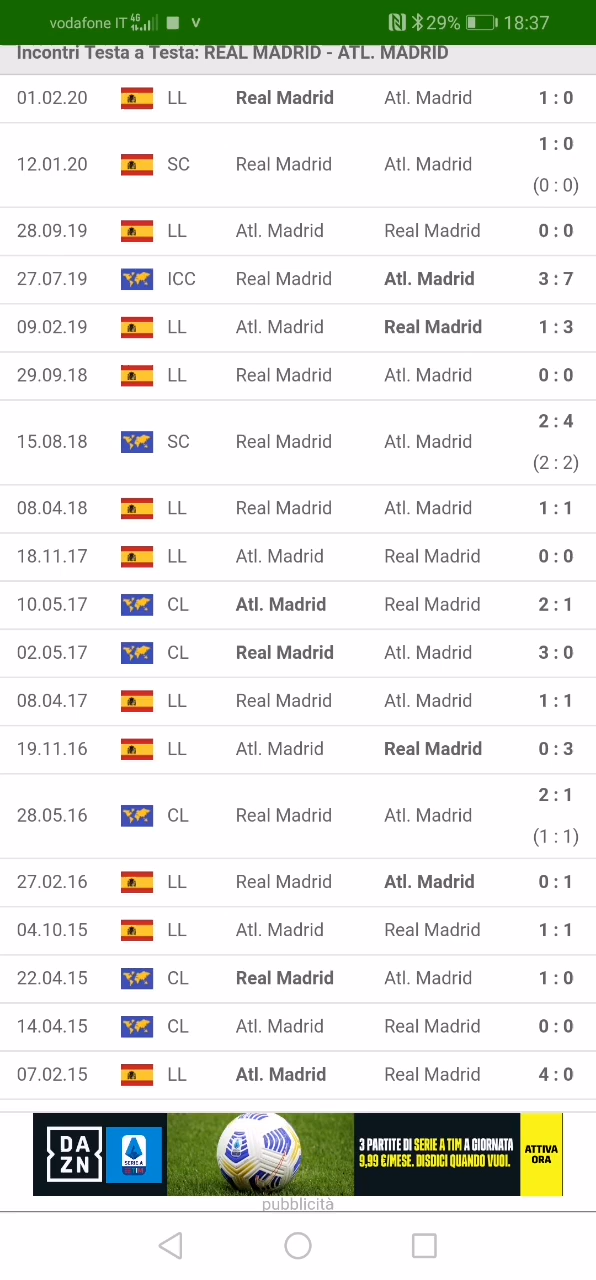 vodafone IT 4G V 29% 18:37
Incontri Testa a Testa: REAL MADRID - ATL. MADRID
01.02.20 LL Real Madrid Atl. Madrid 1 : 0
12.01.20 SC Real Madrid Atl. Madrid 1 : 0
(0 : 0)
28.09.19 LL Atl. Madrid Real Madrid 0 : 0
27.07.19 ICC Real Madrid Atl. Madrid 3 : 7
09.02.19 LL Atl. Madrid Real Madrid 1 : 3
29.09.18 LL Real Madrid Atl. Madrid 0 : 0
15.08.18 SC Real Madrid Atl. Madrid 2 : 4
(2 : 2)
08.04.18 LL Real Madrid Atl. Madrid 1 : 1
18.11.17 LL Atl. Madrid Real Madrid 0 : 0
10.05.17 CL Atl. Madrid Real Madrid 2 : 1
02.05.17 CL Real Madrid Atl. Madrid 3 : 0
08.04.17 LL Real Madrid Atl. Madrid 1 : 1
19.11.16 LL Atl. Madrid Real Madrid 0 : 3
28.05.16 CL Real Madrid Atl. Madrid 2 : 1
(1 : 1)
27.02.16 LL Real Madrid Atl. Madrid 0 : 1
04.10.15 LL Atl. Madrid Real Madrid 1 : 1
22.04.15 CL Real Madrid Atl. Madrid 1 : 0
14.04.15 CL Atl. Madrid Real Madrid 0 : 0
07.02.15 LL Atl. Madrid Real Madrid 4 : 0
DA
ZN
SERIE A
TIM
3 PARTITE DI SERIE A TIM A GIORNATA
9,99 €/MESE. DISDICI QUANDO VUOI.
ATTIVA
ORA
pubblicità